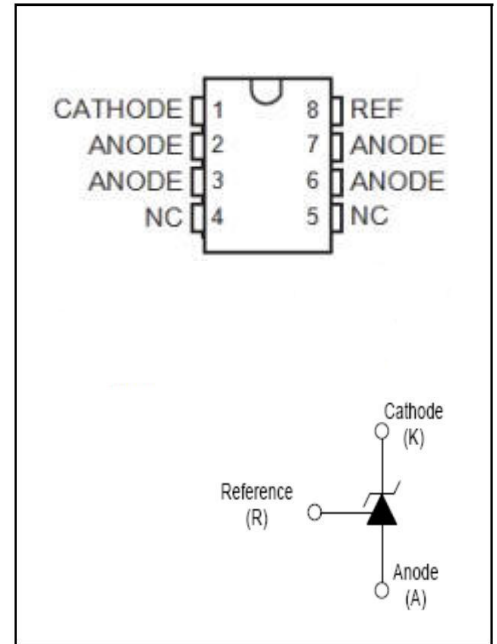 CATHODE 1 8 REF
ANODE 2 7 ANODE
ANODE 3 6 ANODE
NC 4 5 NC
Cathode
(K)
Reference
(R)
Anode
(A)